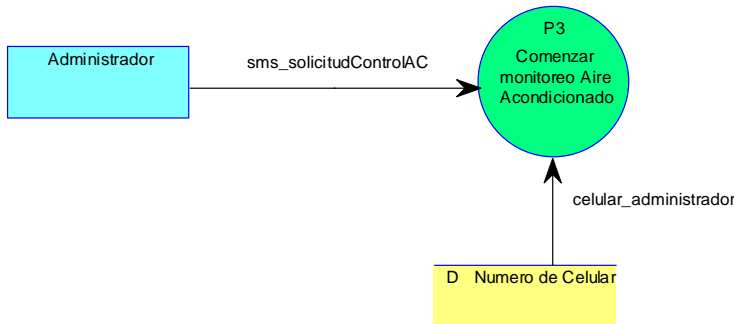 P3
Administrador
sms_solicitudControlAC
Comenzar
monitoreo Aire
Acondicionado
celular_administrador
D Numero de Celular